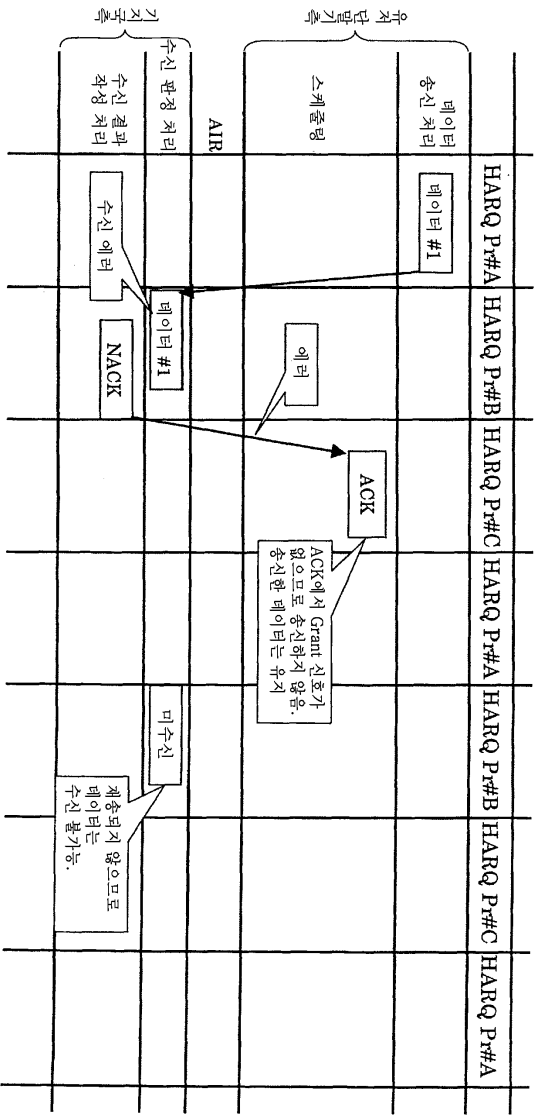 HARQ Pr#A HARQ Pr#B HARQ Pr#C HARQ Pr#A HARQ Pr#B HARQ Pr#C HARQ Pr#A
유저 단말기
측
데이터
송신 처리
데이터 #1
스케줄링
에러
ACK
ACK에서 Grant 신호가
없으므로 송신하지 않음.
송신한 데이터는 유지
AIR
기지국
측
수신 판정 처리
데이터 #1
미수신
수신 결과
작성 처리
수신 에러
NACK
재송되지 않으므로
데이터는
수신 불가능.